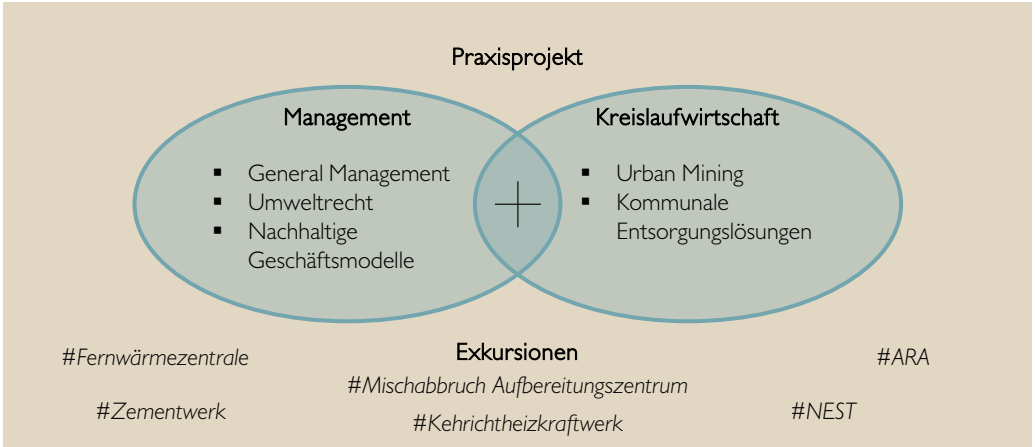 Praxisprojekt
Management
▪ General Management
▪ Umweltrecht
▪ Nachhaltige
Geschäftsmodelle
Kreislaufwirtschaft
▪ Urban Mining
▪ Kommunale
Entsorgungslösungen
Exkursionen
#Fernwärmezentrale
#Mischabbruch Aufbereitungszentrum
#ARA
#Zementwerk
#Kehrichtheizkraftwerk
#NEST